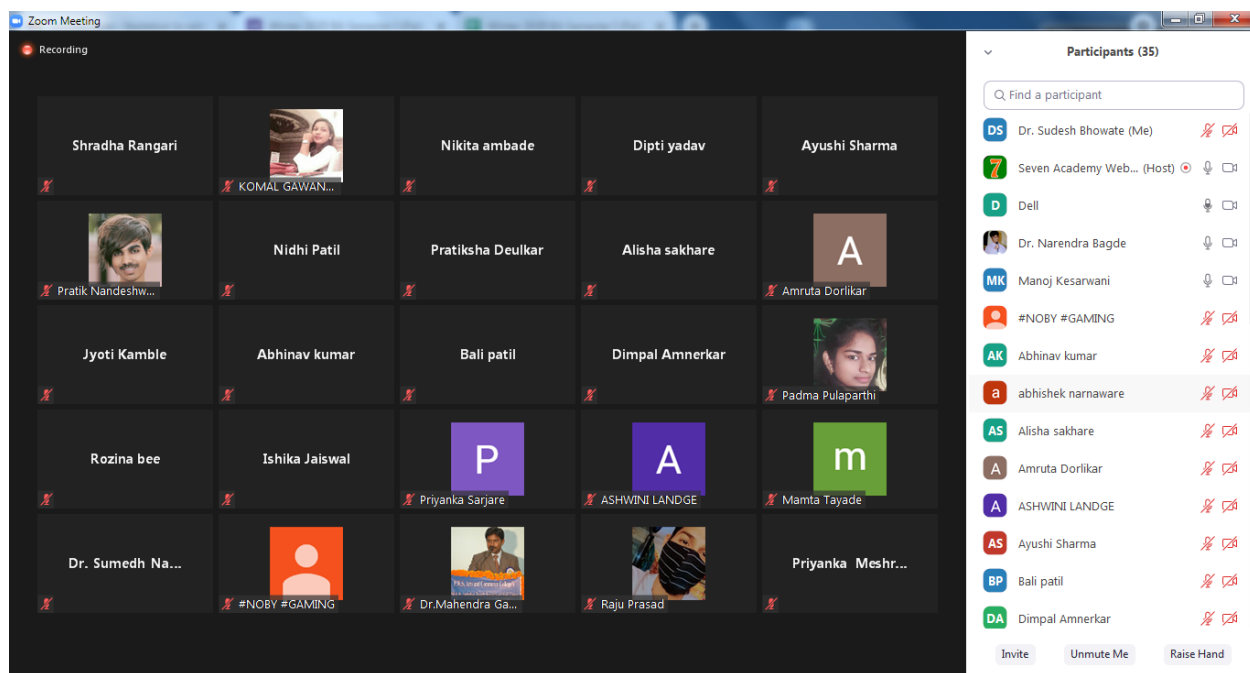 Zoom Meeting
Recording
Shradha Rangari
KOMAL GAWAN...
Nikita ambade
Dipti yadav
Ayushi Sharma
Pratik Nandeshw...
Nidhi Patil
Pratiksha Deulkar
Alisha sakhare
A
Amruta Dorlikar
Jyoti Kamble
Abhinav kumar
Bali patil
Dimpal Amnerkar
Padma Pulaparthi
Rozina bee
Ishika Jaiswal
P
Priyanka Sarjare
A
ASHWINI LANDGE
m
Mamta Tayade
Dr. Sumedh Na...
#NOBY #GAMING
Dr.Mahendra Ga...
Raju Prasad
Priyanka Meshr...
Participants (35)
Find a participant
DS Dr. Sudesh Bhowate (Me)
7 Seven Academy Web... (Host)
D Dell
Dr. Narendra Bagde
MK Manoj Kesarwani
#NOBY #GAMING
AK Abhinav kumar
a abhishek narnaware
AS Alisha sakhare
A Amruta Dorlikar
A ASHWINI LANDGE
AS Ayushi Sharma
BP Bali patil
DA Dimpal Amnerkar
Invite Unmute Me Raise Hand